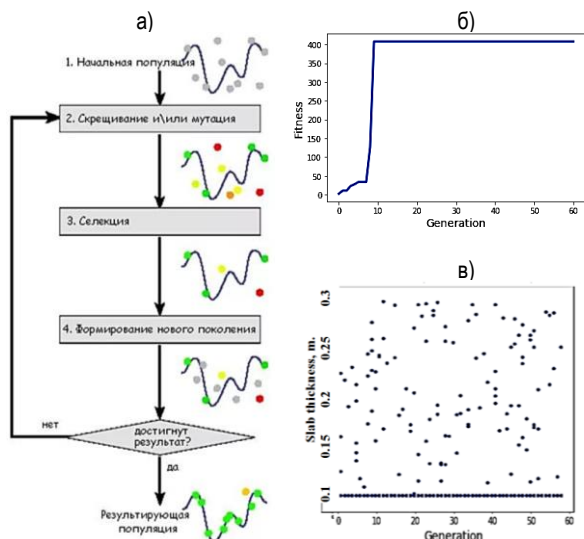 а)
1. Начальная популяция
2. Скрещивание и\или мутация
3. Селекция
4. Формирование нового поколения
нет
достигнут
результат?
да
Результирующая
популяция
б)
400
350
300
250
200
150
100
50
0
Fitness
0 10 20 30 40 50 60
Generation
в)
0.3
0.25
0.2
0.15
0.1
Slab thickness, m.
0 10 20 30 40 50 60
Generation